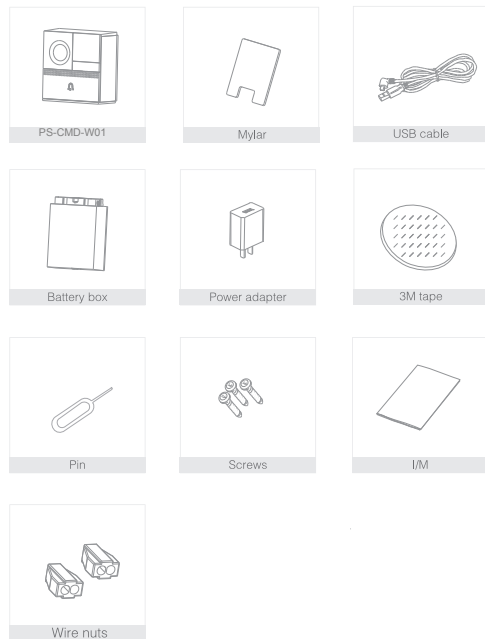 PS-CMD-W01
Mylar
USB cable
Battery box
Power adapter
3M tape
Pin
Screws
I/M
Wire nuts